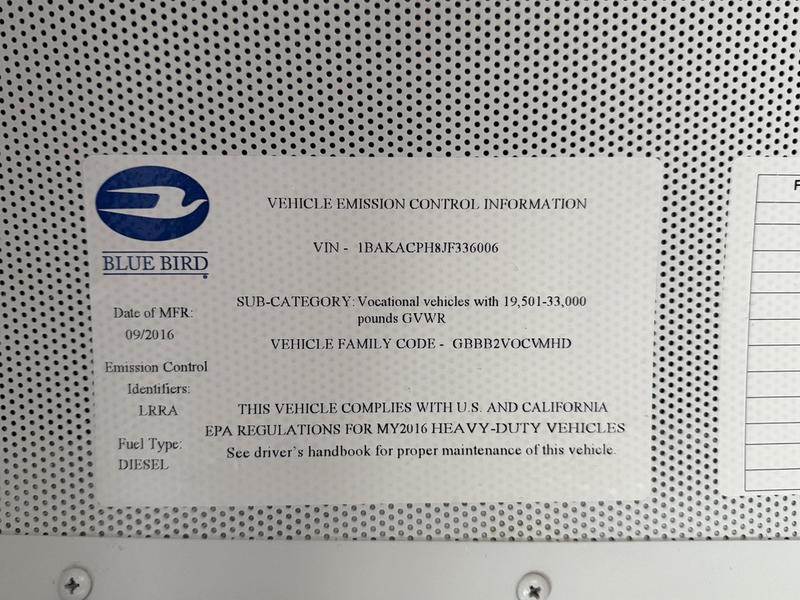 VEHICLE EMISSION CONTROL INFORMATION
VIN - 1BAKACPH8JF336006
BLUE BIRD
SUB-CATEGORY: Vocational vehicles with 19,501-33,000
pounds GVWR
Date of MFR:
09/2016
VEHICLE FAMILY CODE - GBBB2VOCVMHD
Emission Control
Identifiers:
LRRA
THIS VEHICLE COMPLIES WITH U.S. AND CALIFORNIA
EPA REGULATIONS FOR MY2016 HEAVY-DUTY VEHICLES
See driver's handbook for proper maintenance of this vehicle.
Fuel Type:
DIESEL
F